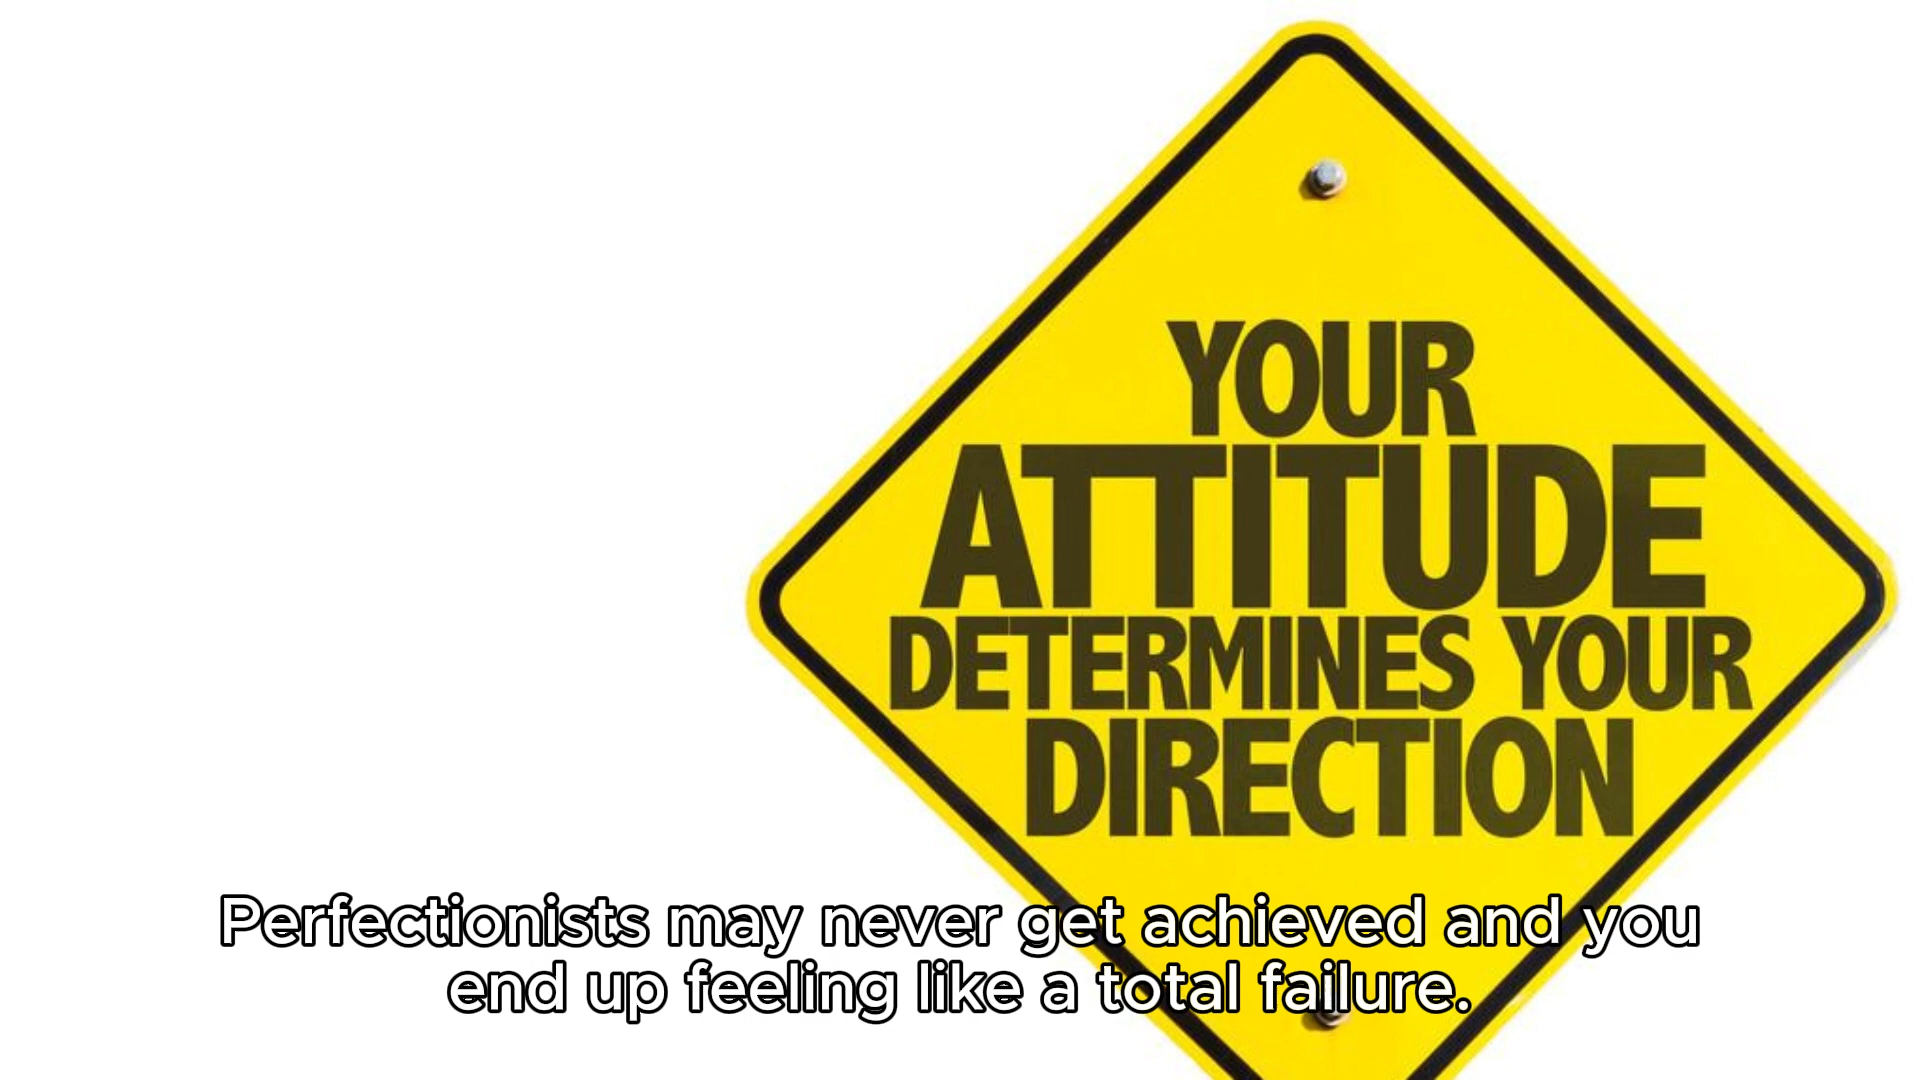 YOUR
ATTITUDE
DETERMINES YOUR
DIRECTION
Perfectionists may never get achieved and you
end up feeling like a total failure.